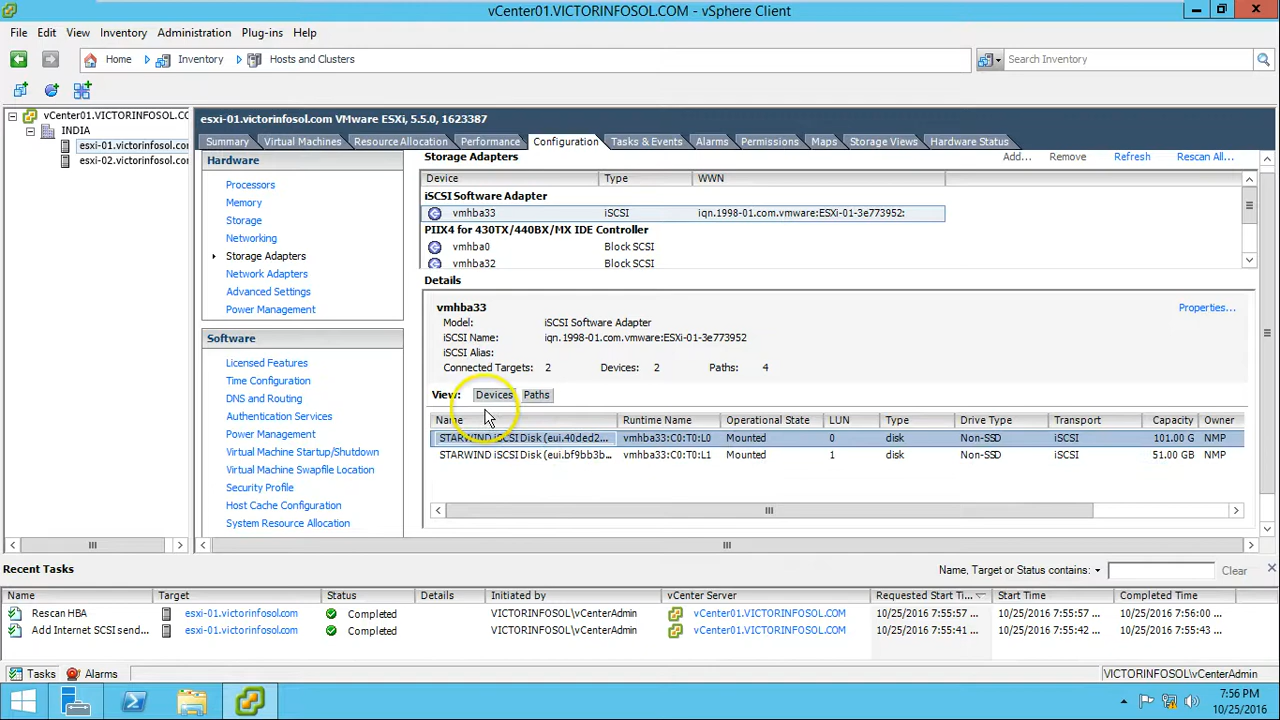 vCenter01.VICTORINFOSOL.COM - vSphere Client
File Edit View Inventory Administration Plug-ins Help
Home Inventory Hosts and Clusters Search Inventory
vCenter01.VICTORINFOSOL.CO
INDIA
esxi-01.victorinfosol.com
esxi-02.victorinfosol.com
esxi-01.victorinfosol.com VMware ESXi, 5.5.0, 1623387
Summary Virtual Machines Resource Allocation Performance Configuration Tasks & Events Alarms Permissions Maps Storage Views Hardware Status
Hardware
Processors
Memory
Storage
Networking
Storage Adapters
Network Adapters
Advanced Settings
Power Management
Software
Licensed Features
Time Configuration
DNS and Routing
Authentication Services
Power Management
Virtual Machine Startup/Shutdown
Virtual Machine Swapfile Location
Security Profile
Host Cache Configuration
System Resource Allocation
Storage Adapters Add... Remove Refresh Rescan All...
Device Type WWN
iSCSI Software Adapter
vmhba33 iSCSI iqn.1998-01.com.vmware:ESXi-01-3e773952:
PIIX4 for 430TX/440BX/MX IDE Controller
vmhba0 Block SCSI
vmhba32 Block SCSI
Details
vmhba33 Properties...
Model: iSCSI Software Adapter
iSCSI Name: iqn.1998-01.com.vmware:ESXi-01-3e773952
iSCSI Alias:
Connected Targets: 2 Devices: 2 Paths: 4
View: Devices Paths
Name Runtime Name Operational State LUN Type Drive Type Transport Capacity Owner
STARWIND iSCSI Disk (eui.40ded2... vmhba33:C0:T0:L0 Mounted 0 disk Non-SSD iSCSI 101.00 G NMP
STARWIND iSCSI Disk (eui.bf9bb3b... vmhba33:C0:T0:L1 Mounted 1 disk Non-SSD iSCSI 51.00 GB NMP
Recent Tasks Name, Target or Status contains: Clear
Name Target Status Details Initiated by vCenter Server Requested Start Ti... Start Time Completed Time
Rescan HBA esxi-01.victorinfosol.com Completed VICTORINFOSOL\vCenterAdmin vCenter01.VICTORINFOSOL.COM 10/25/2016 7:55:57 10/25/2016 7:55:57 ... 10/25/2016 7:56:00
Add Internet SCSI send... esxi-01.victorinfosol.com Completed VICTORINFOSOL\vCenterAdmin vCenter01.VICTORINFOSOL.COM 10/25/2016 7:55:41 10/25/2016 7:55:42 ... 10/25/2016 7:55:43
Tasks Alarms VICTORINFOSOL\vCenterAdmin
7:56 PM
10/25/2016